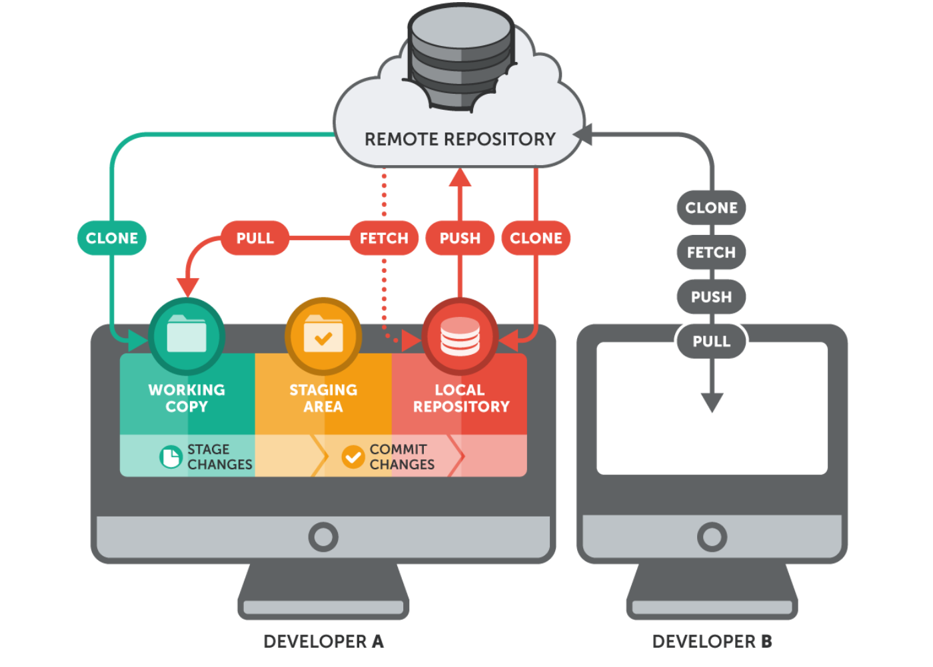 REMOTE REPOSITORY
CLONE
PULL
FETCH
PUSH
CLONE
CLONE
FETCH
PUSH
PULL
WORKING
COPY
STAGING
AREA
LOCAL
REPOSITORY
STAGE
CHANGES
COMMIT
CHANGES
DEVELOPER A
DEVELOPER B